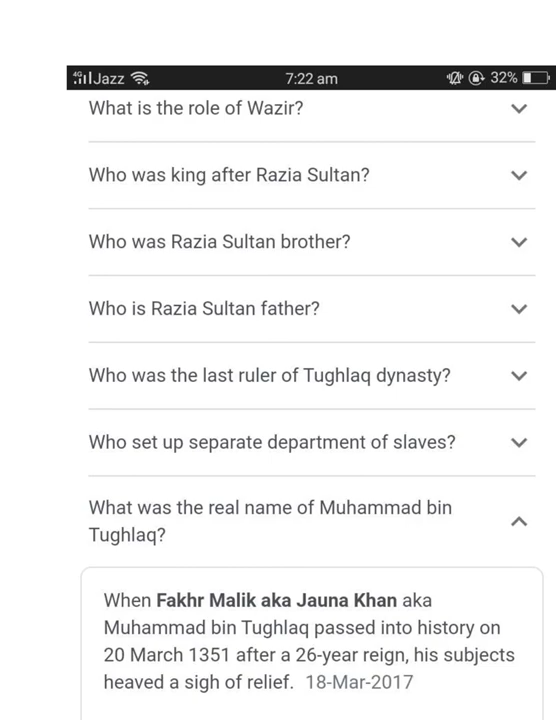 4G Jazz 7:22 am 32%
What is the role of Wazir?
Who was king after Razia Sultan?
Who was Razia Sultan brother?
Who is Razia Sultan father?
Who was the last ruler of Tughlaq dynasty?
Who set up separate department of slaves?
What was the real name of Muhammad bin
Tughlaq?
When Fakhr Malik aka Jauna Khan aka
Muhammad bin Tughlaq passed into history on
20 March 1351 after a 26-year reign, his subjects
heaved a sigh of relief. 18-Mar-2017